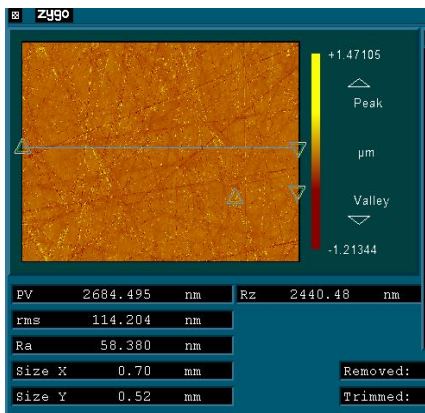 zygo
+1.47105
Peak
µm
Valley
-1.21344
PV 2684.495 nm Rz 2440.48 nm
rms 114.204 nm
Ra 58.380 nm
Size X 0.70 mm Removed:
Size Y 0.52 mm Trimmed: